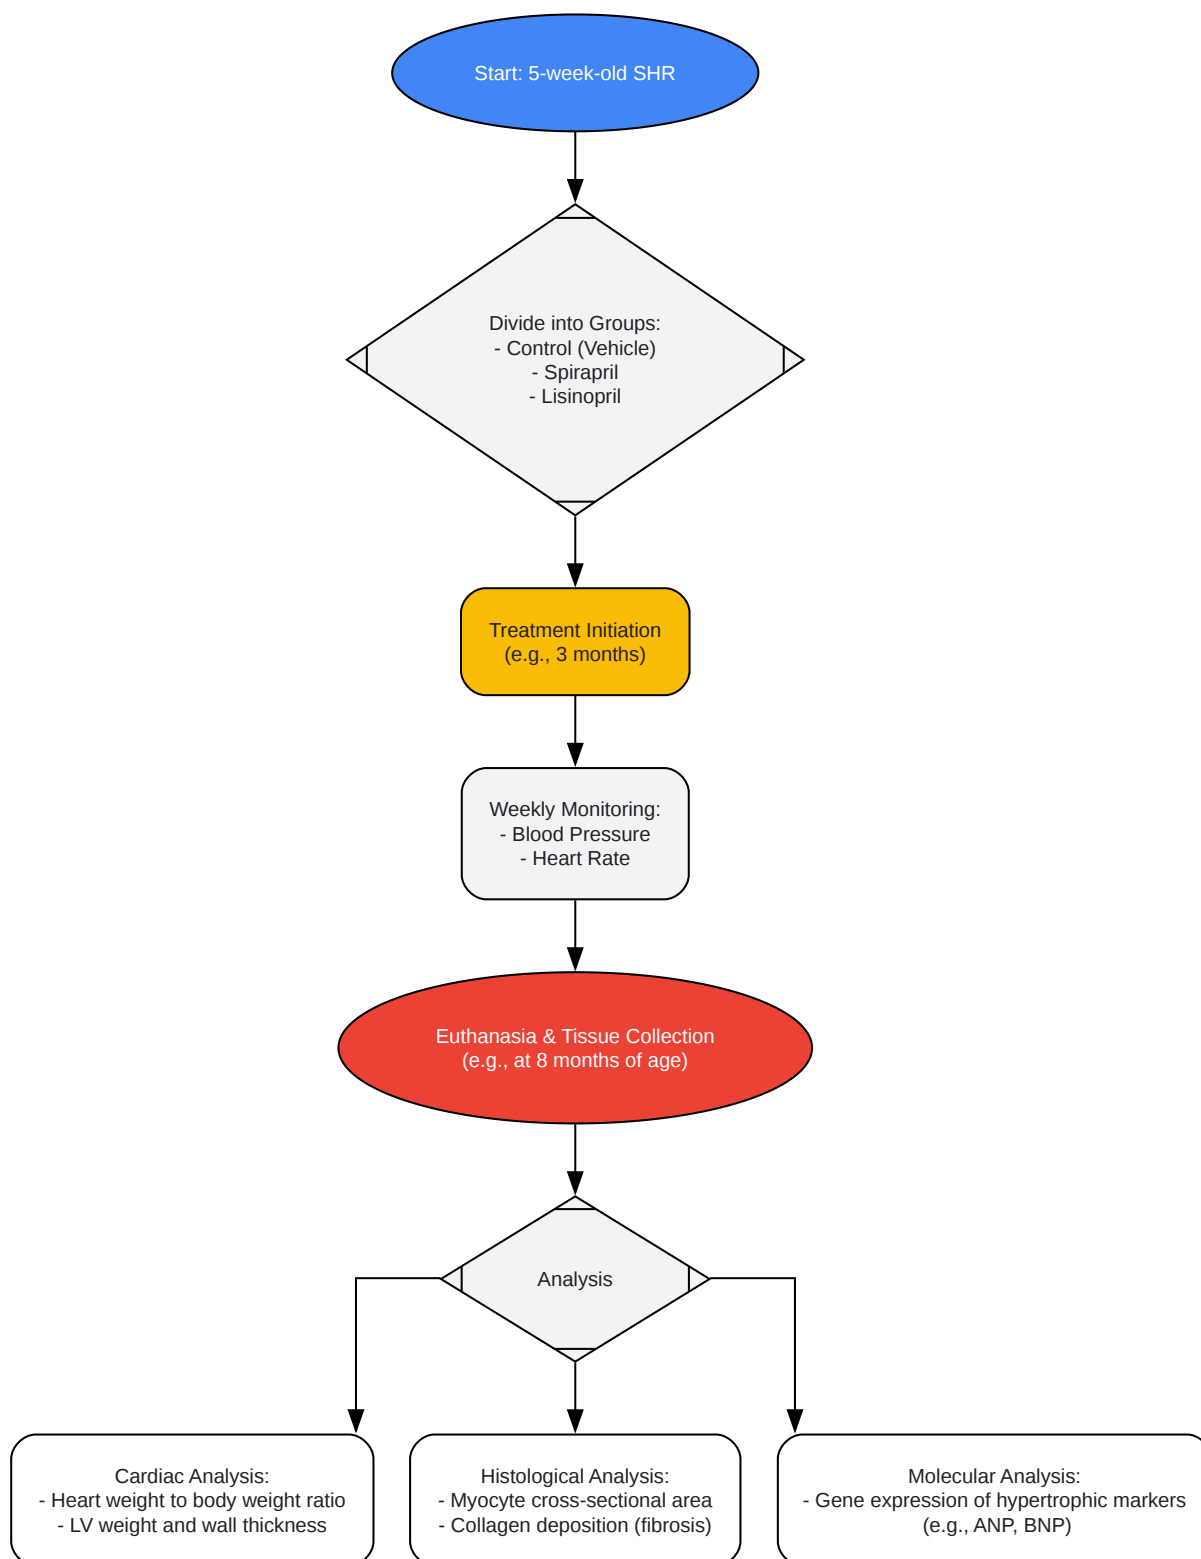 Start: 5-week-old SHR
Divide into Groups:
- Control (Vehicle)
- Spirapril
- Lisinopril
Treatment Initiation
(e.g., 3 months)
Weekly Monitoring:
- Blood Pressure
- Heart Rate
Euthanasia & Tissue Collection
(e.g., at 8 months of age)
Analysis
Cardiac Analysis:
- Heart weight to body weight ratio
- LV weight and wall thickness
Histological Analysis:
- Myocyte cross-sectional area
- Collagen deposition (fibrosis)
Molecular Analysis:
- Gene expression of hypertrophic markers
(e.g., ANP, BNP)